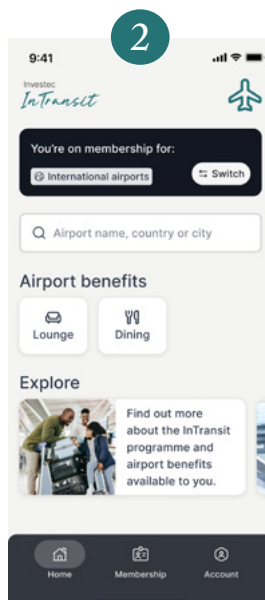 2
9:41
Investec
InTransit
You're on membership for:
International airports
Switch
Airport name, country or city
Airport benefits
Lounge
Dining
Explore
Find out more
about the InTransit
programme and
airport benefits
available to you.
Home
Membership
Account